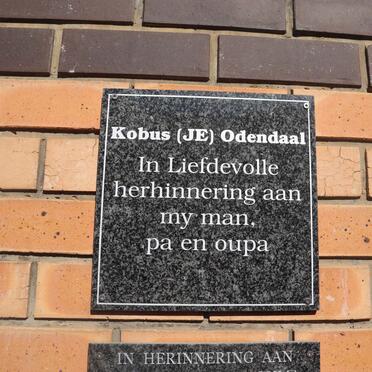 Kobus (JE) Odendaal
In Liefdevolle
herhinnering aan
my man,
pa en oupa
IN HERINNERING AAN